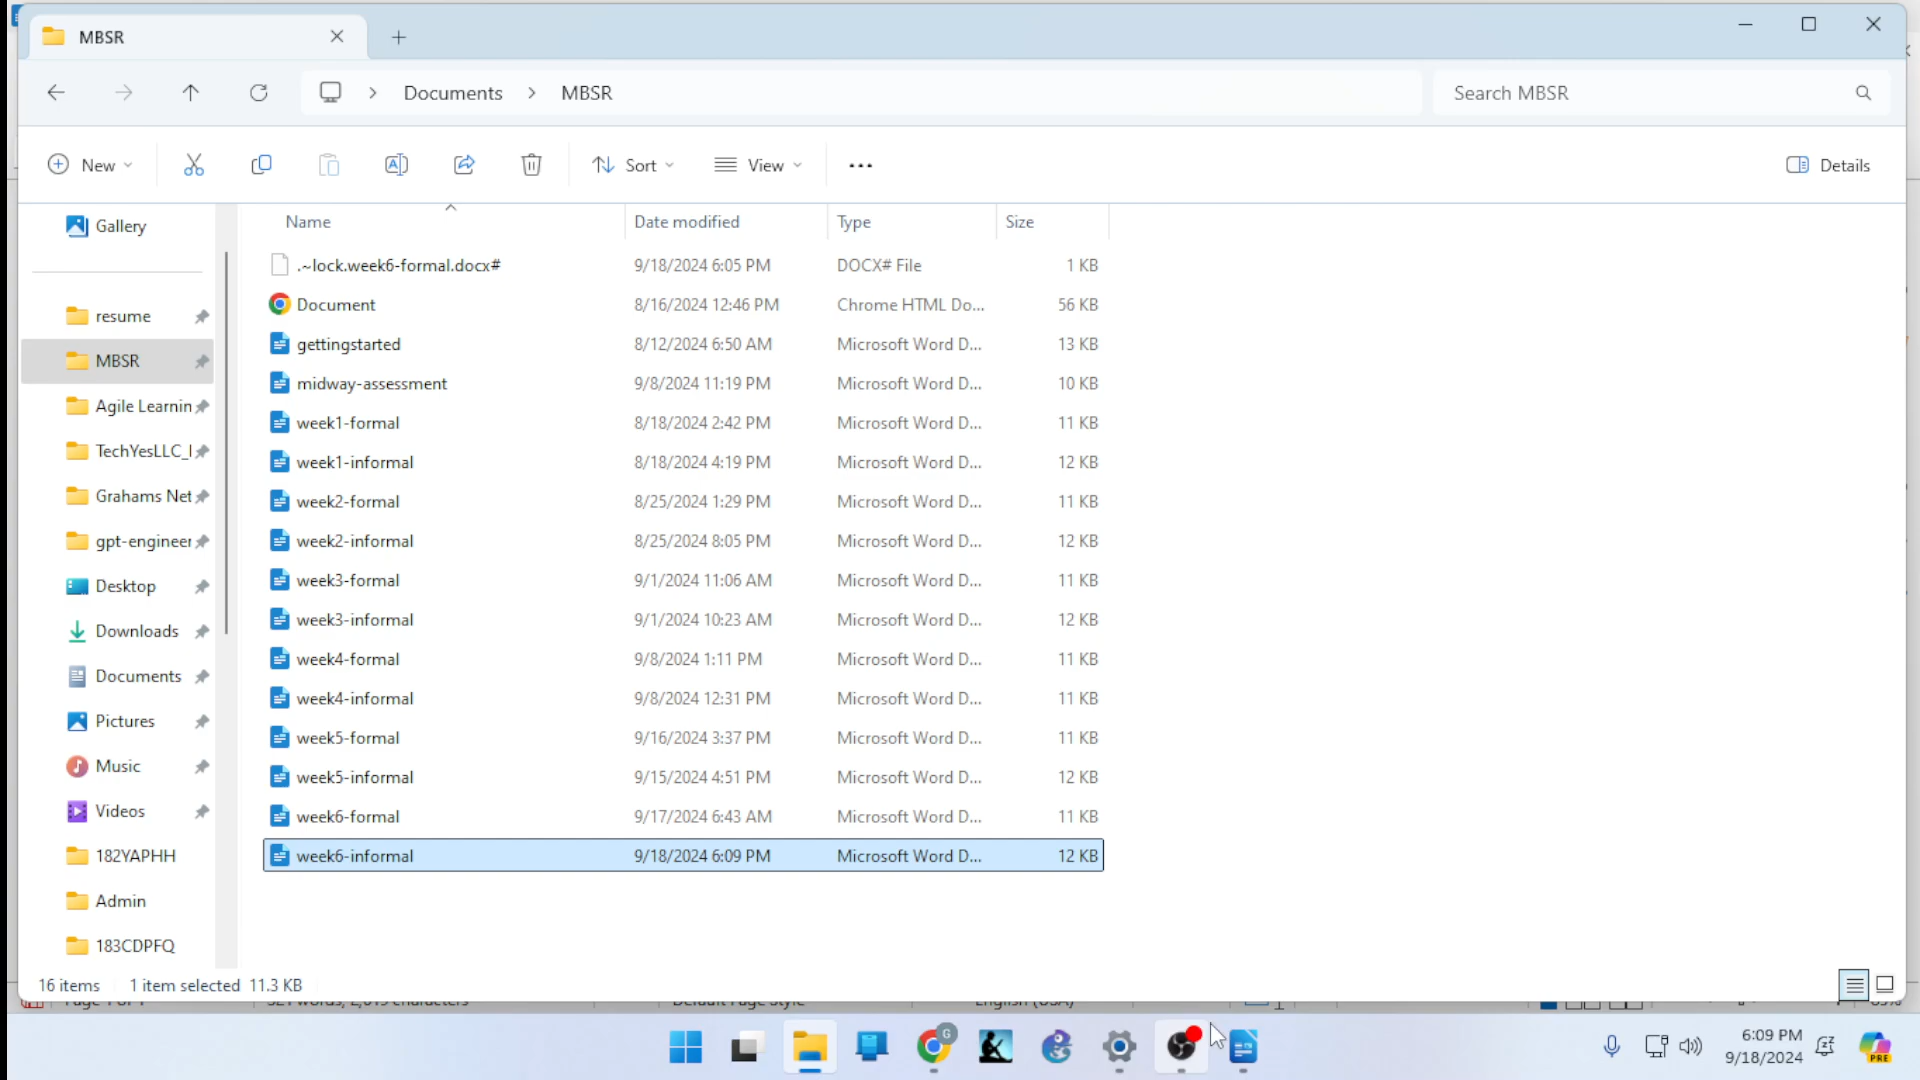 MBSR
Documents > MBSR
Search MBSR
New
Sort
View
Details
Gallery
resume
MBSR
Agile Learnin
TechYesLLC_I
Grahams Net
gpt-engineer
Desktop
Downloads
Documents
Pictures
Music
Videos
182YAPHH
Admin
183CDPFQ
Name Date modified Type Size
.~lock.week6-formal.docx# 9/18/2024 6:05 PM DOCX# File 1 KB
Document 8/16/2024 12:46 PM Chrome HTML Do... 56 KB
gettingstarted 8/12/2024 6:50 AM Microsoft Word D... 13 KB
midway-assessment 9/8/2024 11:19 PM Microsoft Word D... 10 KB
week1-formal 8/18/2024 2:42 PM Microsoft Word D... 11 KB
week1-informal 8/18/2024 4:19 PM Microsoft Word D... 12 KB
week2-formal 8/25/2024 1:29 PM Microsoft Word D... 11 KB
week2-informal 8/25/2024 8:05 PM Microsoft Word D... 12 KB
week3-formal 9/1/2024 11:06 AM Microsoft Word D... 11 KB
week3-informal 9/1/2024 10:23 AM Microsoft Word D... 12 KB
week4-formal 9/8/2024 1:11 PM Microsoft Word D... 11 KB
week4-informal 9/8/2024 12:31 PM Microsoft Word D... 11 KB
week5-formal 9/16/2024 3:37 PM Microsoft Word D... 11 KB
week5-informal 9/15/2024 4:51 PM Microsoft Word D... 12 KB
week6-formal 9/17/2024 6:43 AM Microsoft Word D... 11 KB
week6-informal 9/18/2024 6:09 PM Microsoft Word D... 12 KB
16 items 1 item selected 11.3 KB
G
6:09 PM
9/18/2024
PRE